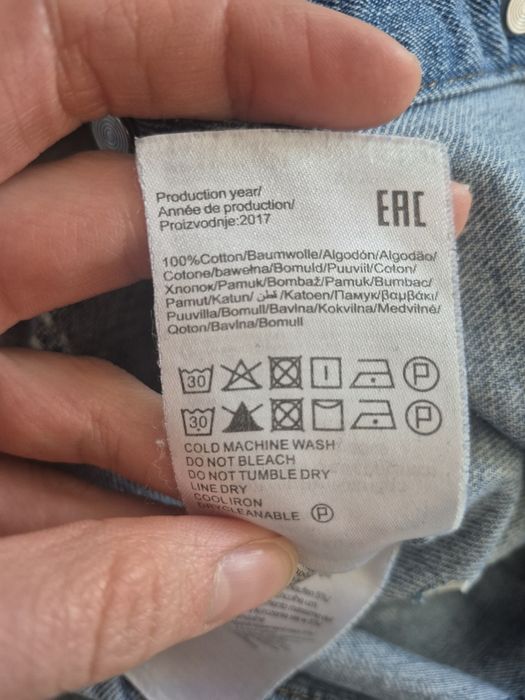 Production year/
Année de production/
Proizvodnje:2017
EAC
100%Cotton/Baumwolle/Algodón/Algodão/
Cotone/bawełna/Bomuld/Puuviil/Coton/
Хлопок/Pamuk/Bombaž/Pamuk/Bumbac/
Pamut/Katun/ قطن /Katoen/Памук/βαμβάκι/
Puuvilla/Bomull/Bavlna/Kokvilna/Medvilné/
Qoton/Bavlna/Bomull
30
P
30
P
COLD MACHINE WASH
DO NOT BLEACH
DO NOT TUMBLE DRY
LINE DRY
COOL IRON
DRYCLEANABLE P